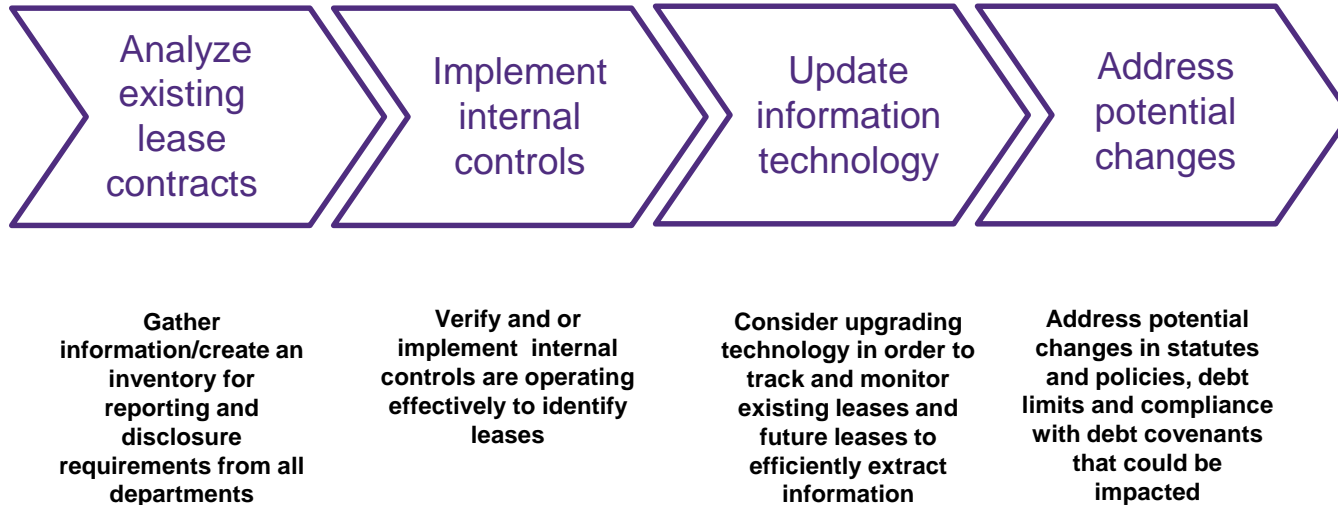 Analyze
existing
lease
contracts
Implement
internal
controls
Update
information
technology
Address
potential
changes
Gather
information/create an
inventory for
reporting and
disclosure
requirements from all
departments
Verify and or
implement  internal
controls are operating
effectively to identify
leases
Consider upgrading
technology in order to
track and monitor
existing leases and
future leases to
efficiently extract
information
Address potential
changes in statutes
and policies, debt
limits and compliance
with debt covenants
that could be
impacted